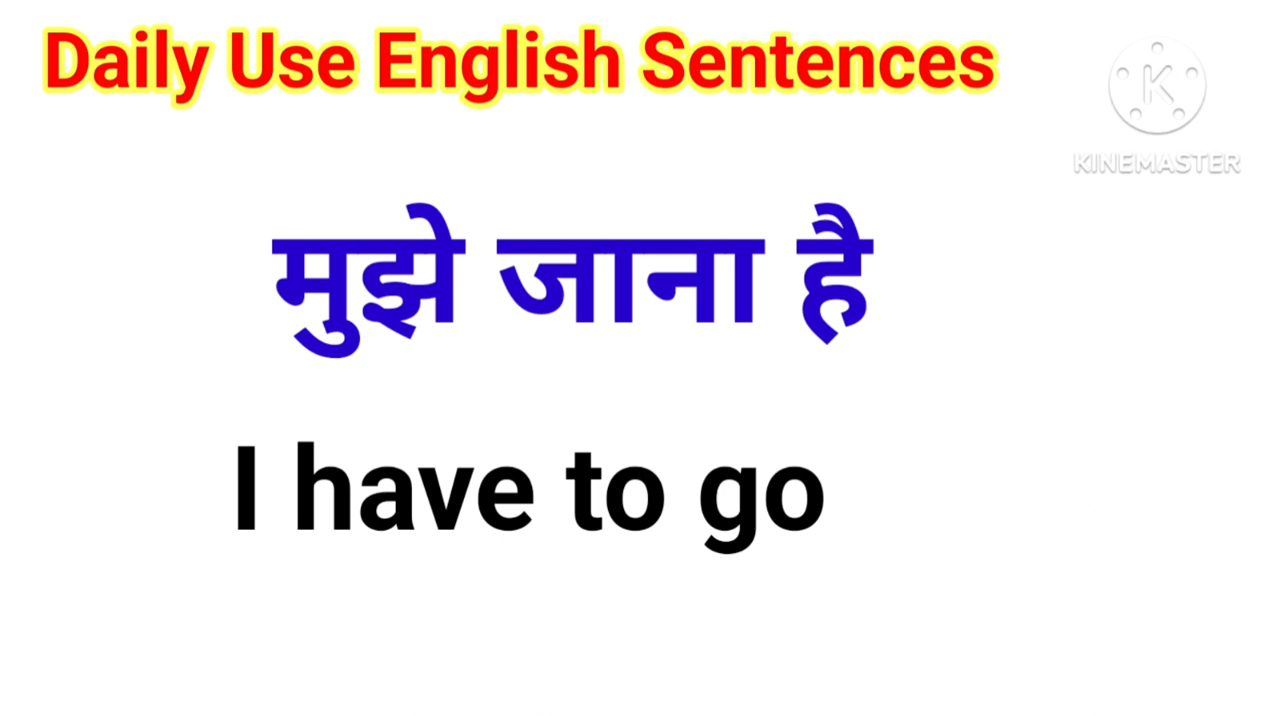 Daily Use English Sentences
K
KINEMASTER
मुझे जाना है
I have to go